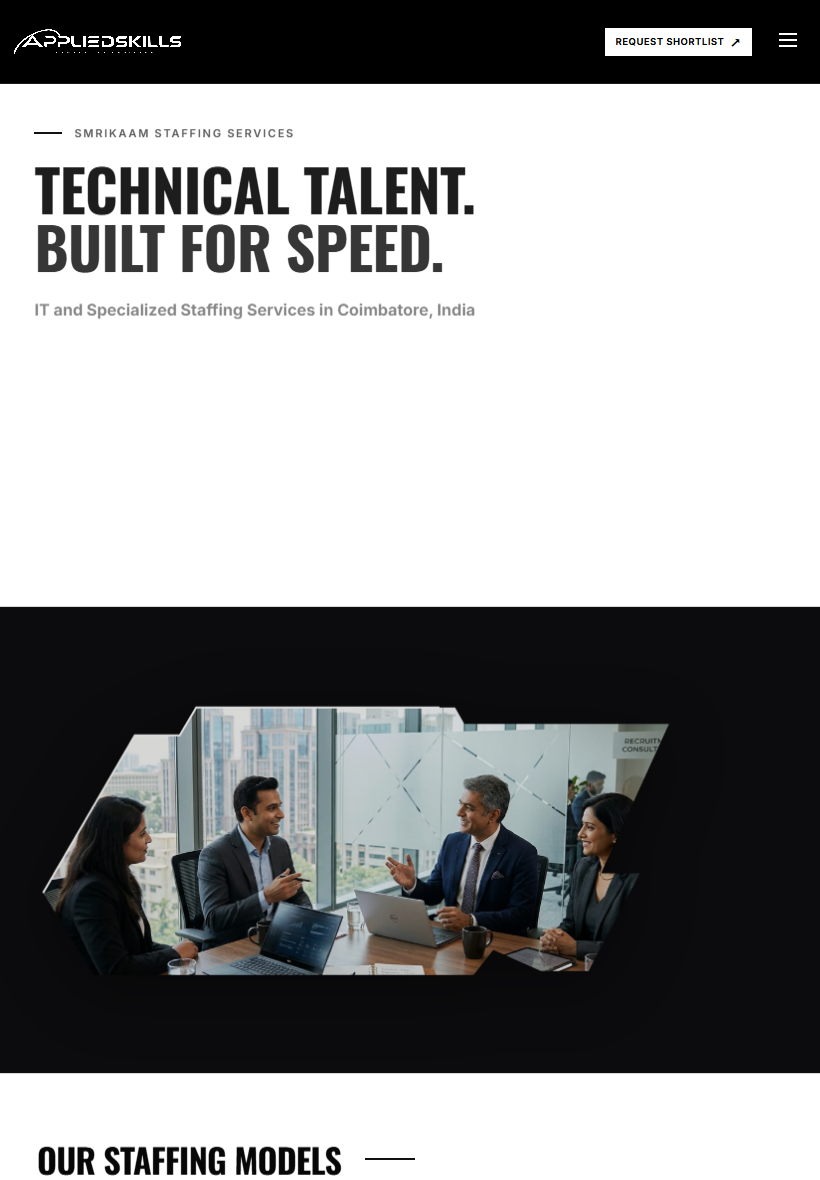 APPLIEDSKILLS
REQUEST SHORTLIST ↗
SMRIKAAM STAFFING SERVICES
TECHNICAL TALENT.
BUILT FOR SPEED.
IT and Specialized Staffing Services in Coimbatore, India
OUR STAFFING MODELS